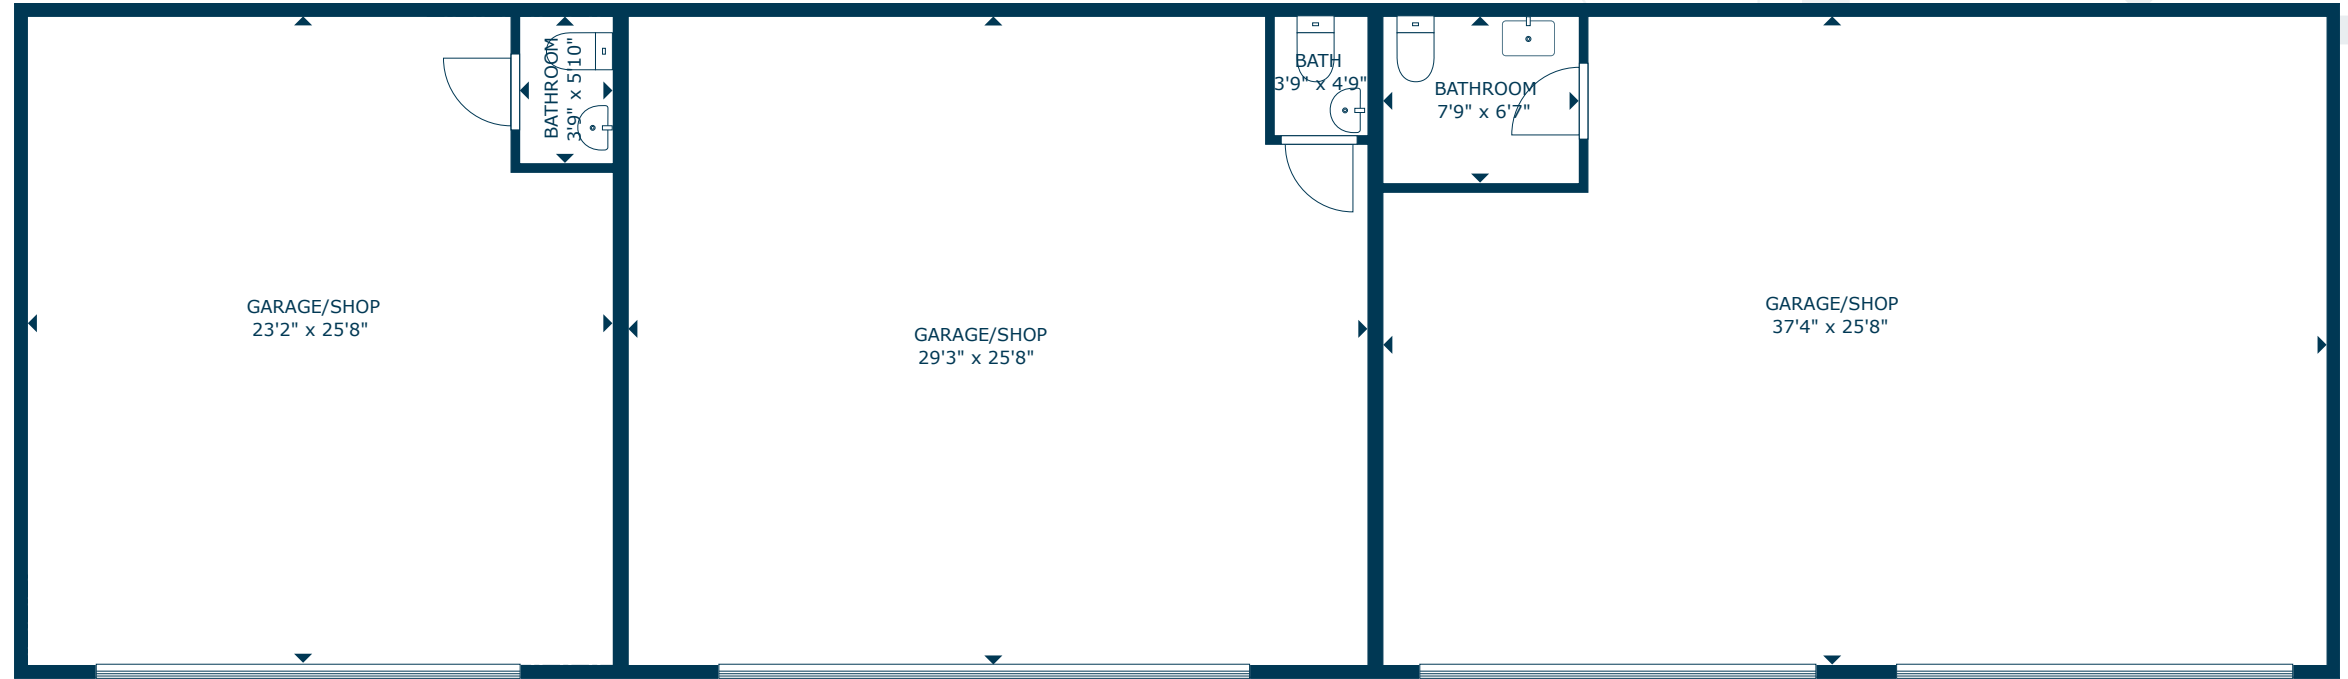 BATHROOM
3'9" x 5'10"
BATH
3'9" x 4'9"
BATHROOM
7'9" x 6'7"
GARAGE/SHOP
23'2" x 25'8"
GARAGE/SHOP
29'3" x 25'8"
GARAGE/SHOP
37'4" x 25'8"